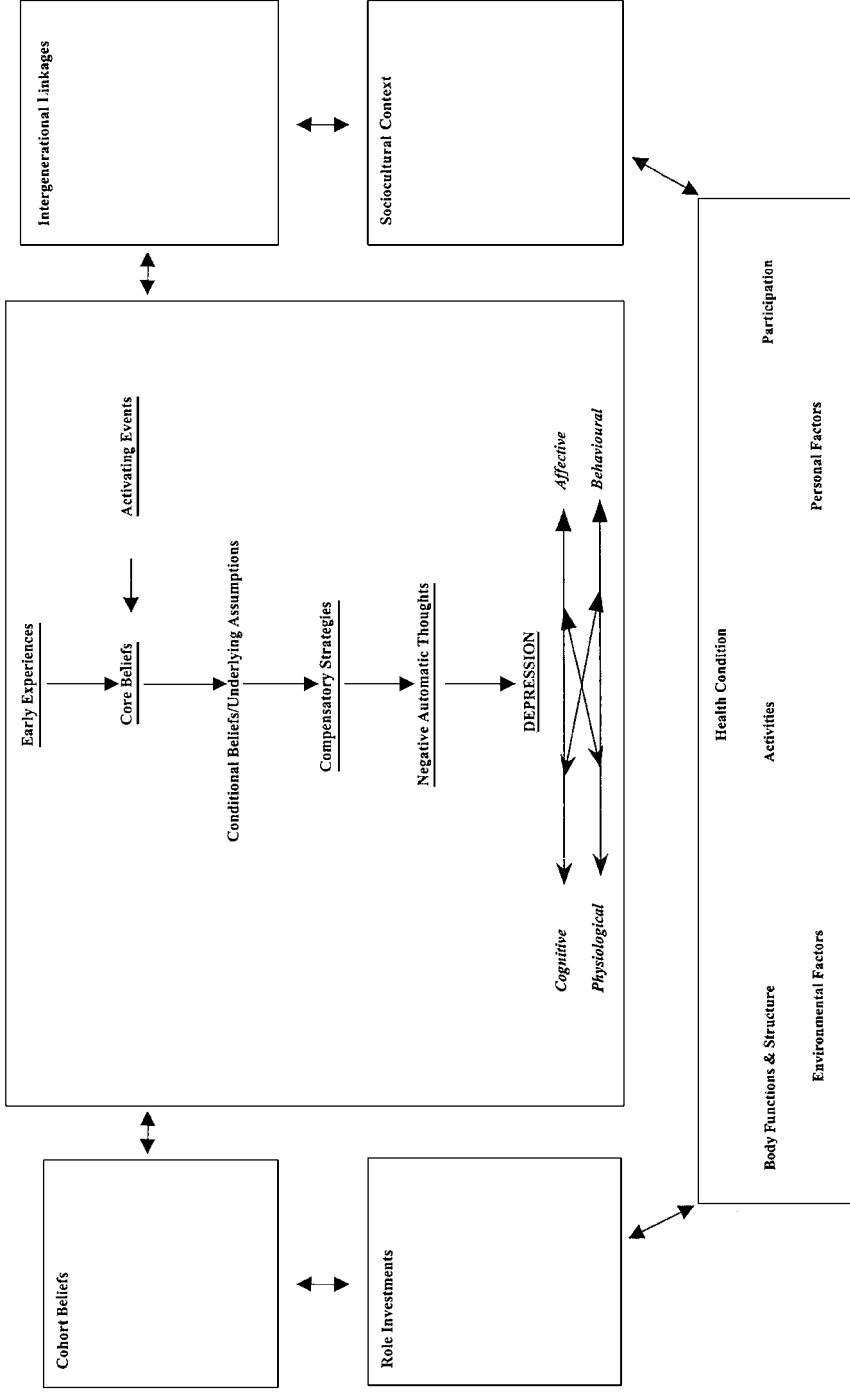 Cohort Beliefs
Role Investments
Early Experiences
Core Beliefs
Activating Events
Conditional Beliefs/Underlying Assumptions
Compensatory Strategies
Negative Automatic Thoughts
DEPRESSION
Cognitive
Affective
Physiological
Behavioural
Intergenerational Linkages
Sociocultural Context
Health Condition
Body Functions & Structure
Activities
Participation
Environmental Factors
Personal Factors